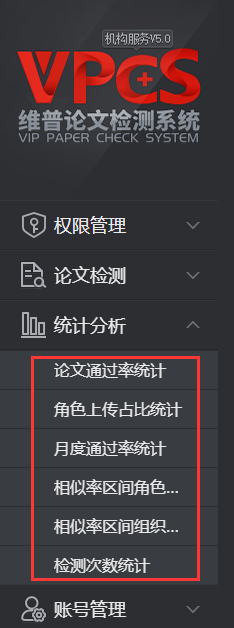 机构服务V5.0
VPCS
维普论文检测系统
VIP PAPER CHECK SYSTEM
权限管理
论文检测
统计分析
论文通过率统计
角色上传占比统计
月度通过率统计
相似率区间角色...
相似率区间组织...
检测次数统计
账号管理